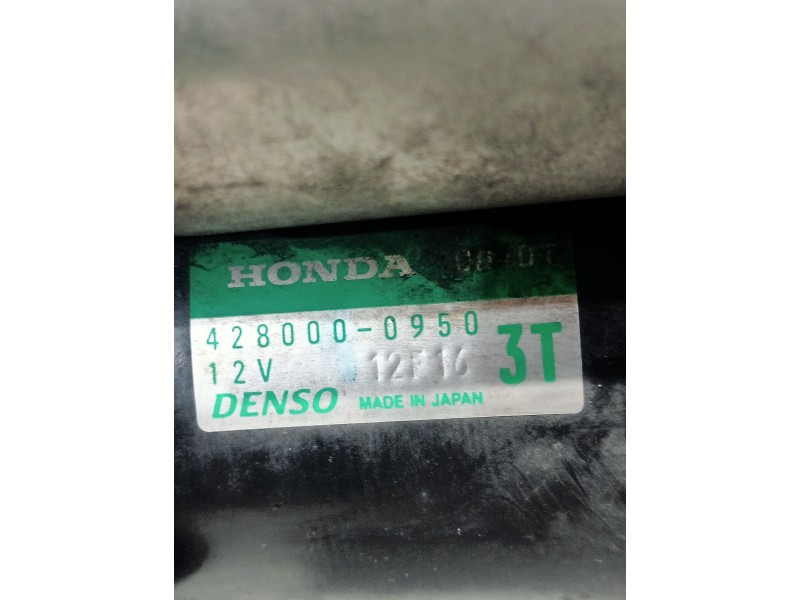 HONDA
428000-0950
12V 3T
DENSO MADE IN JAPAN